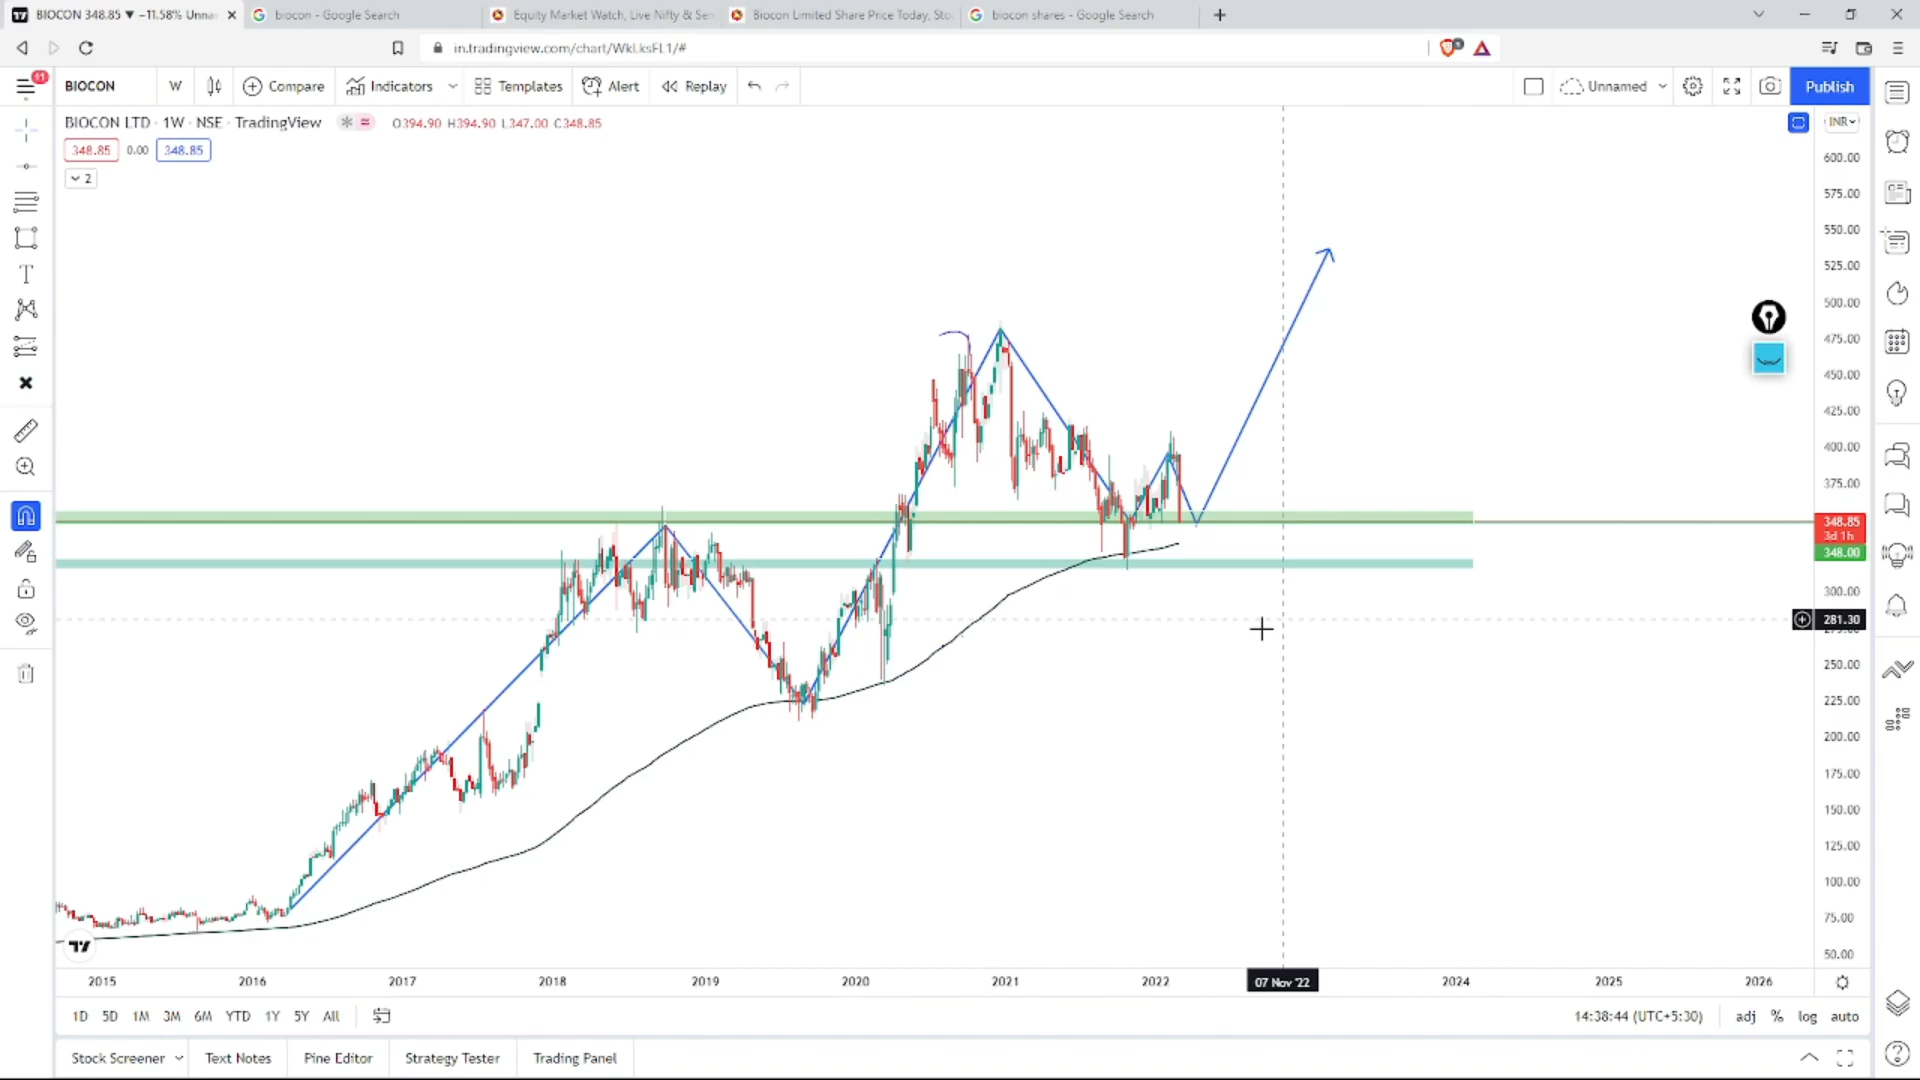 BIOCON 348.85 ▼ −11.58% Unna
biocon - Google Search
Equity Market Watch, Live Nifty & Sen
Biocon Limited Share Price Today, Sto
biocon shares - Google Search
in.tradingview.com/chart/WkLksFL1/#
11
BIOCON
W
Compare
Indicators
Templates
Alert
Replay
Unnamed
Publish
BIOCON LTD · 1W · NSE · TradingView
O394.90 H394.90 L347.00 C348.85
INR
348.85 0.00 348.85
2
600.00
575.00
550.00
525.00
500.00
475.00
450.00
425.00
400.00
375.00
348.85
3d 1h
348.00
300.00
281.30
250.00
225.00
200.00
175.00
150.00
125.00
100.00
75.00
50.00
2015 2016 2017 2018 2019 2020 2021 2022 07 Nov '22 2024 2025 2026
1D 5D 1M 3M 6M YTD 1Y 5Y All
14:38:44 (UTC+5:30)
adj % log auto
Stock Screener
Text Notes
Pine Editor
Strategy Tester
Trading Panel